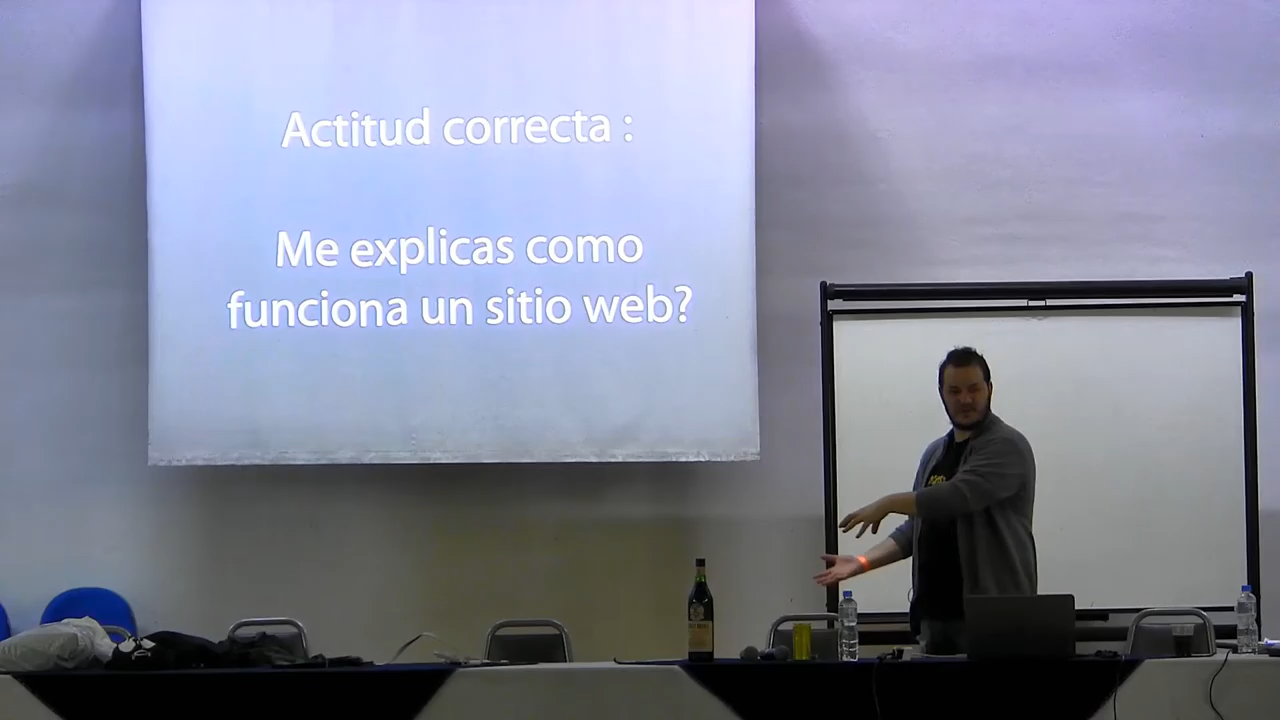 Actitud correcta :
Me explicas como
funciona un sitio web?